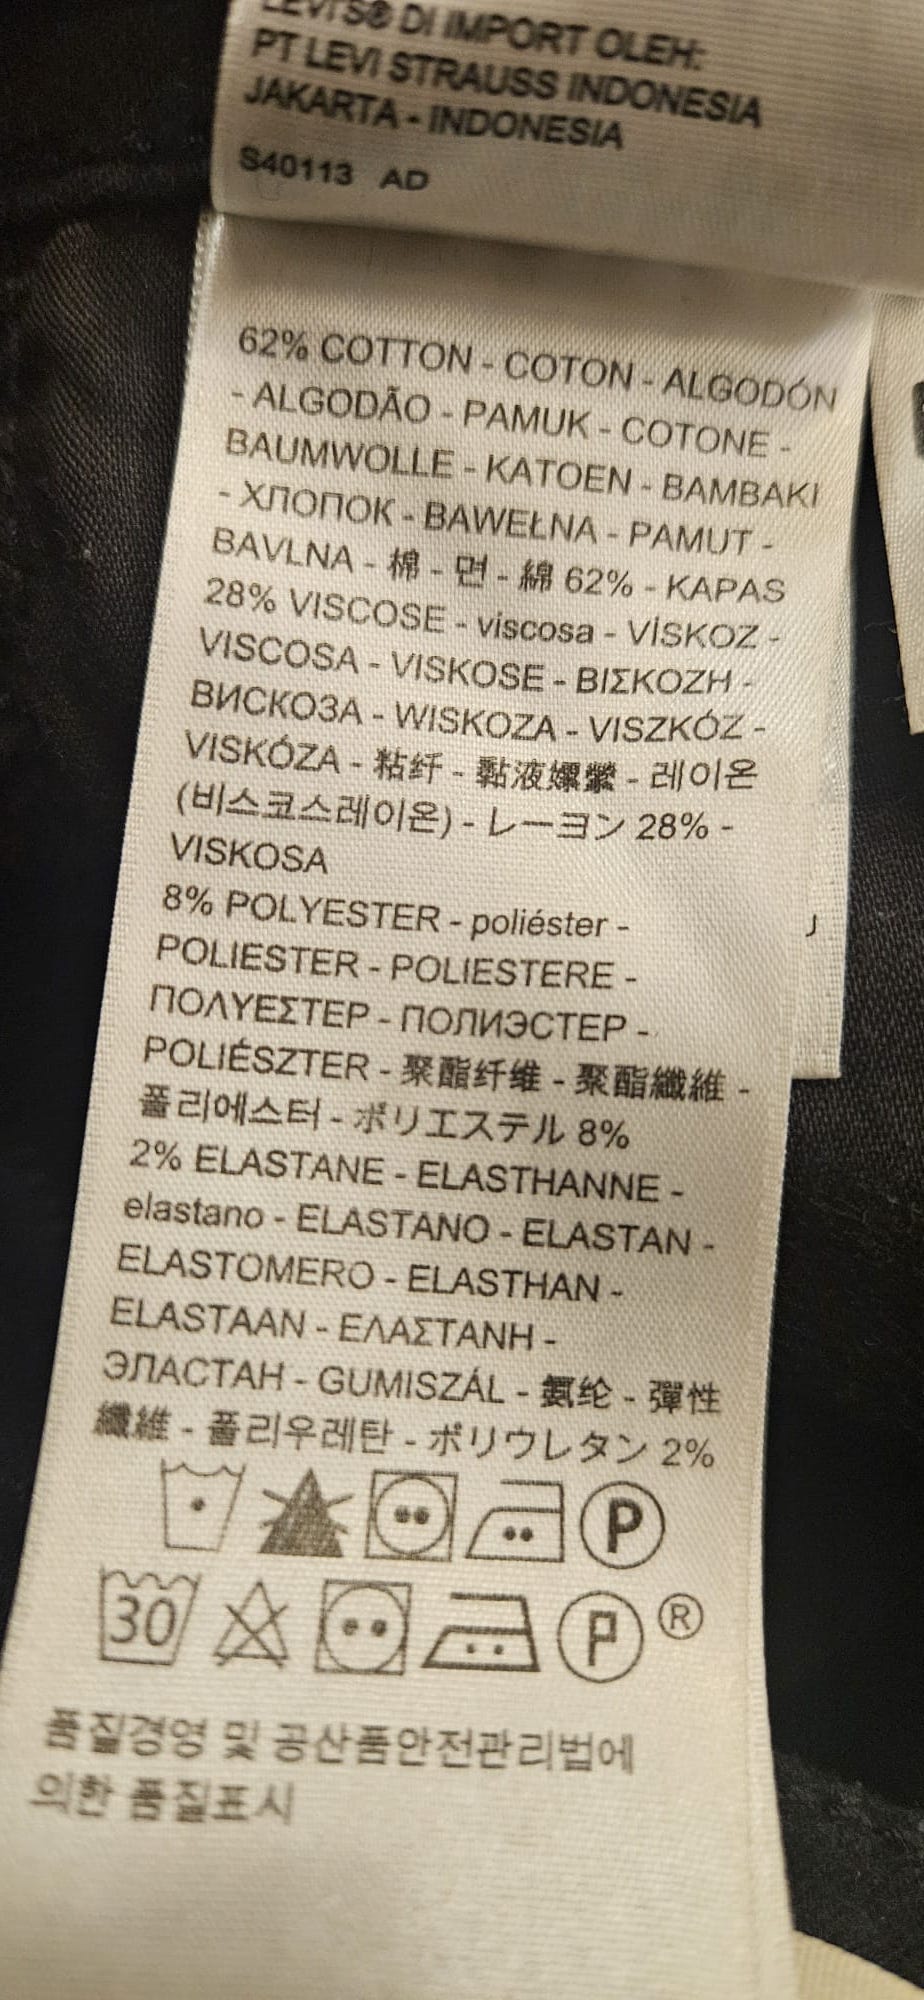 LEVI'S® DI IMPORT OLEH:
PT LEVI STRAUSS INDONESIA
JAKARTA - INDONESIA
S40113 AD
62% COTTON - COTON - ALGODÓN
- ALGODÃO - PAMUK - COTONE -
BAUMWOLLE - KATOEN - BAMBAKI
- ХЛОПОК - BAWEŁNA - PAMUT -
BAVLNA - 棉 - 면 - 綿 62% - KAPAS
28% VISCOSE - viscosa - VİSKOZ -
VISCOSA - VISKOSE - ΒΙΣΚΟΖΗ -
ВИСКОЗА - WISKOZA - VISZKÓZ -
VISKÓZA - 粘纤 - 黏液嫘縈 - 레이온
(비스코스레이온) - レーヨン 28% -
VISKOSA
8% POLYESTER - poliéster -
POLIESTER - POLIESTERE -
ΠΟΛΥΕΣΤΕΡ - ПОЛИЭСТЕР -
POLIÉSZTER - 聚酯纤维 - 聚酯纖維 -
폴리에스터 - ポリエステル 8%
2% ELASTANE - ELASTHANNE -
elastano - ELASTANO - ELASTAN -
ELASTOMERO - ELASTHAN -
ELASTAAN - ΕΛΑΣΤΑΝΗ -
ЭЛАСТАН - GUMISZÁL - 氨纶 - 彈性
纖維 - 폴리우레탄 - ポリウレタン 2%
P
30 P ®
품질경영 및 공산품안전관리법에
의한 품질표시